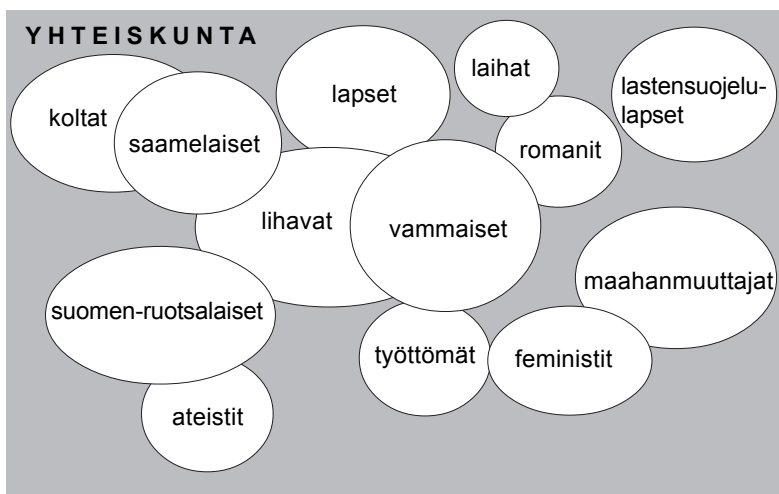 YHTEISKUNTA
koltat
saamelaiset
lapset
laihat
romanit
lastensuojelu-
lapset
lihavat
vammaiset
maahanmuuttajat
suomen-ruotsalaiset
työttömät
feministit
ateistit